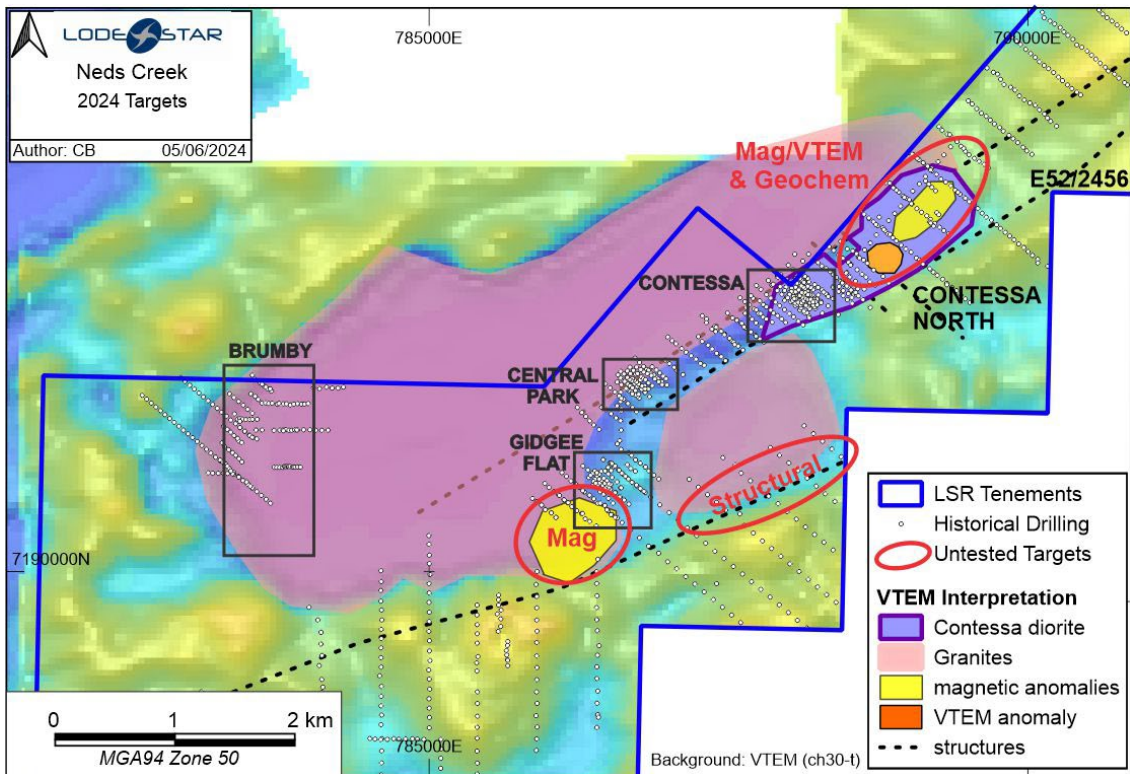 LODE STAR
Neds Creek
2024 Targets
Author: CB 05/06/2024
785000E
790000E
Mag/VTEM
& Geochem
E52/2456
CONTESSA
CONTESSA
NORTH
BRUMBY
CENTRAL
PARK
GIDGEE
FLAT
Structural
Mag
7190000N
LSR Tenements
Historical Drilling
Untested Targets
VTEM Interpretation
Contessa diorite
Granites
magnetic anomalies
VTEM anomaly
structures
0 1 2 km
MGA94 Zone 50
785000E
Background: VTEM (ch30-t)